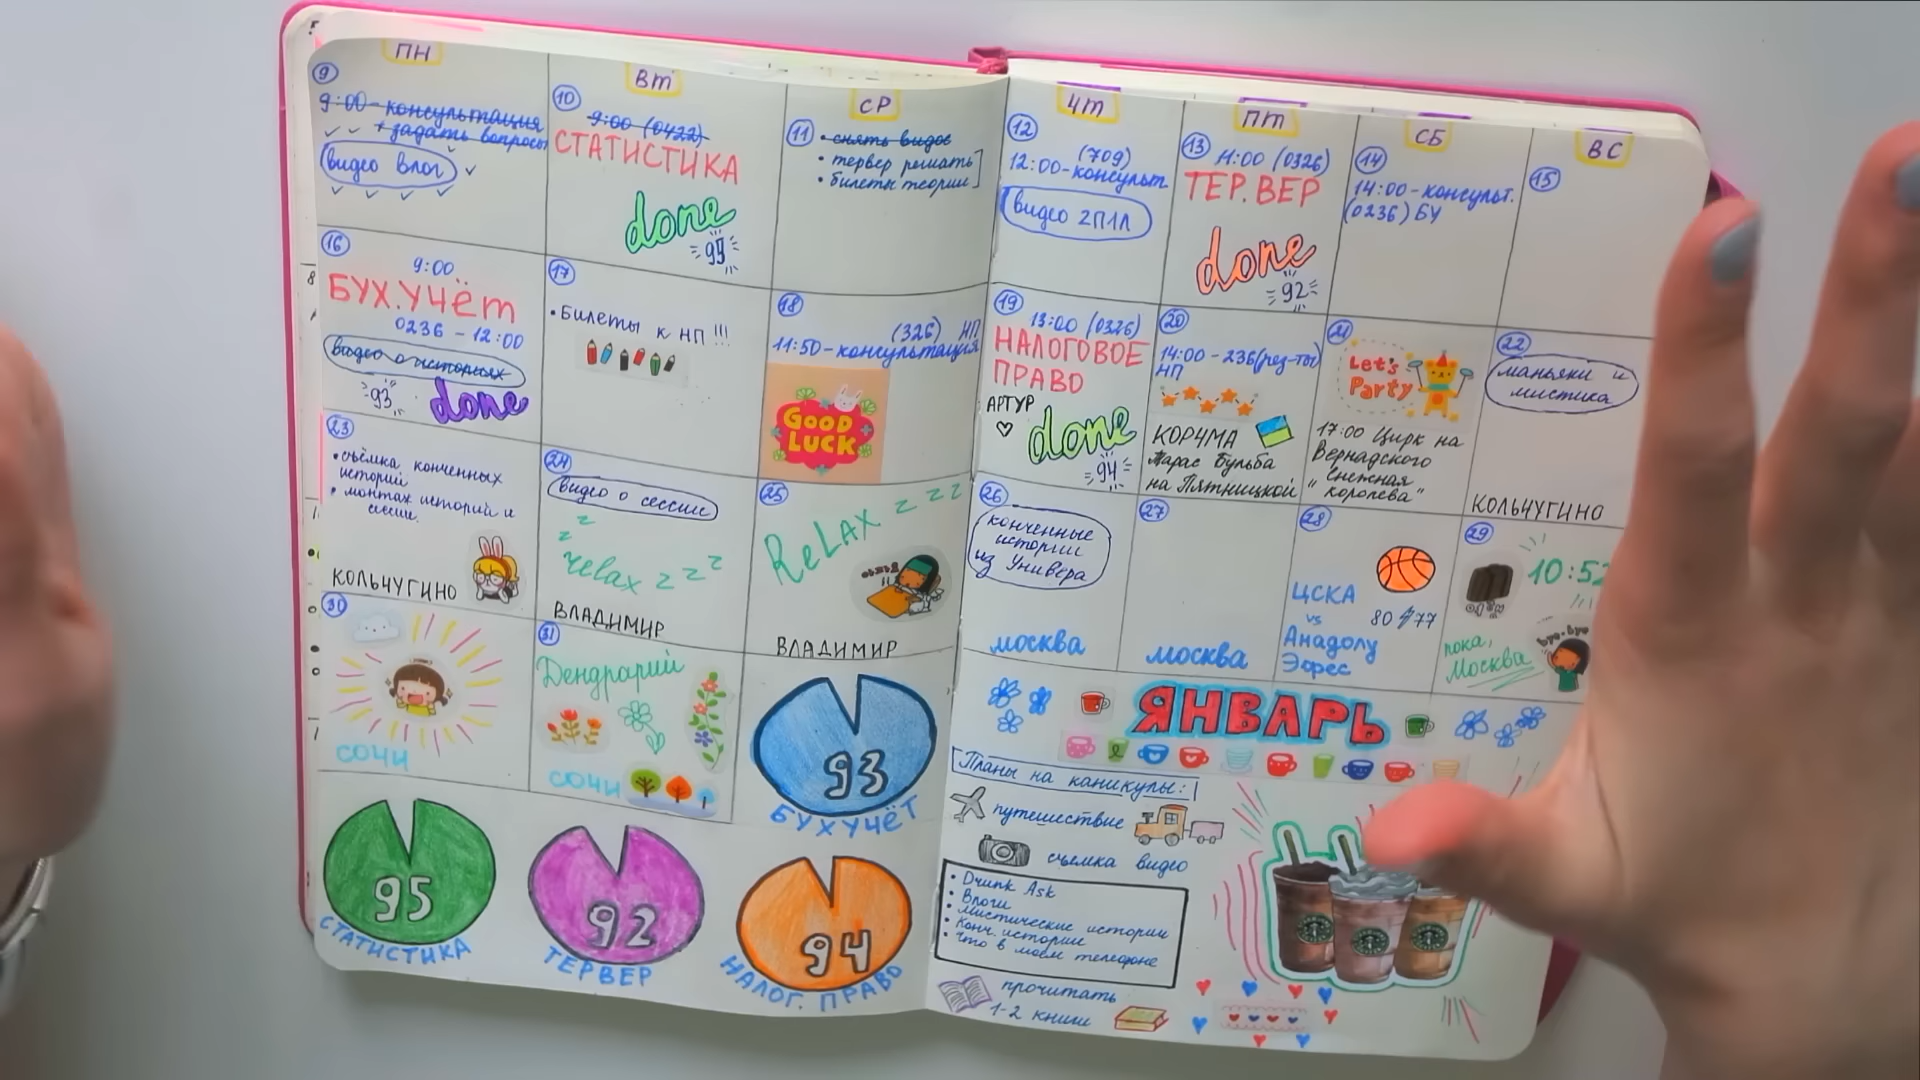 ПН
ВТ
СР
ЧТ
ПТ
СБ
ВС
9
9:00-консультация
+ задать вопросы
видео влог
10
9:00 (0422)
СТАТИСТИКА
done
95
11
• снять видео
• тервер решать
• билеты теории
12
(709)
12:00-консульт.
видео 2П1Л
13
11:00 (0326)
ТЕР.ВЕР
done
92
14
14:00-консульт.
(0236) БУ
15
16
9:00
БУХ.УЧЁТ
0236 - 12:00
видео о историях
93
done
17
• Билеты к НП !!!
18
(326) НП
11:50-консультация
GOOD
LUCK
19
13:00 (0326)
НАЛОГОВОЕ
ПРАВО
АРТУР
done
94
20
14:00 - 236(рез-ты)
НП
КОРЧМА
Тарас Бульба
на Пятницкой
21
Let's
Party
17:00 Цирк на
Вернадского
"Снежная
королева"
22
маньяки и
мистика
КОЛЬЧУГИНО
23
• съёмка конченных
историй
• монтаж историй и
сессии.
КОЛЬЧУГИНО
24
видео о сессии
z
z
relax z z z
ВЛАДИМИР
25
ReLAX z z z
ВЛАДИМИР
26
конченные
истории
из Универа
москва
27
москва
28
ЦСКА
vs
Анадолу
Эфес
80 / 77
29
10:52
пока,
Москва
bye-bye
30
СОЧИ
31
Дендрарий
СОЧИ
93
БУХУЧЁТ
95
СТАТИСТИКА
92
ТЕРВЕР
94
НАЛОГ. ПРАВО
ЯНВАРЬ
Планы на каникулы:
путешествие
съемка видео
• Drunk Ask
• Влоги
• Мистические истории
• Конч. истории
• Что в моём телефоне
прочитать
1-2 книги